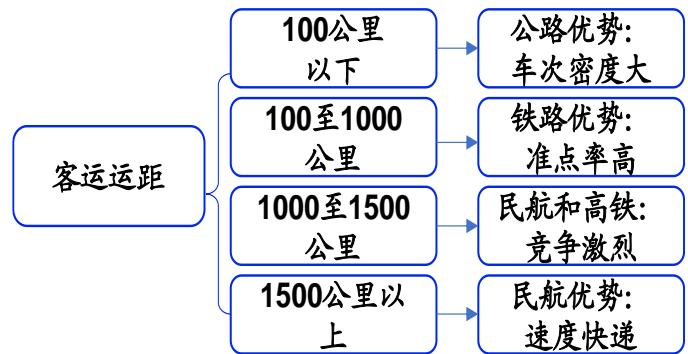 客运运距
100公里
以下
公路优势：
车次密度大
100至1000
公里
铁路优势：
准点率高
1000至1500
公里
民航和高铁：
竞争激烈
1500公里以
上
民航优势：
速度快递